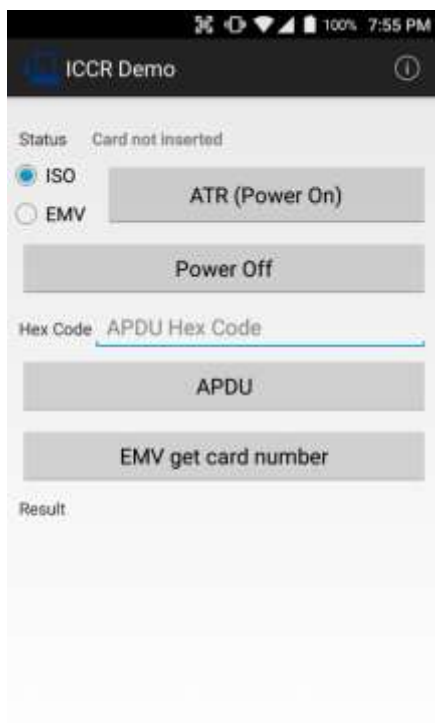 100% 7:55 PM
ICCR Demo
Status Card not inserted
ISO
ATR (Power On)
EMV
Power Off
Hex Code APDU Hex Code
APDU
EMV get card number
Result